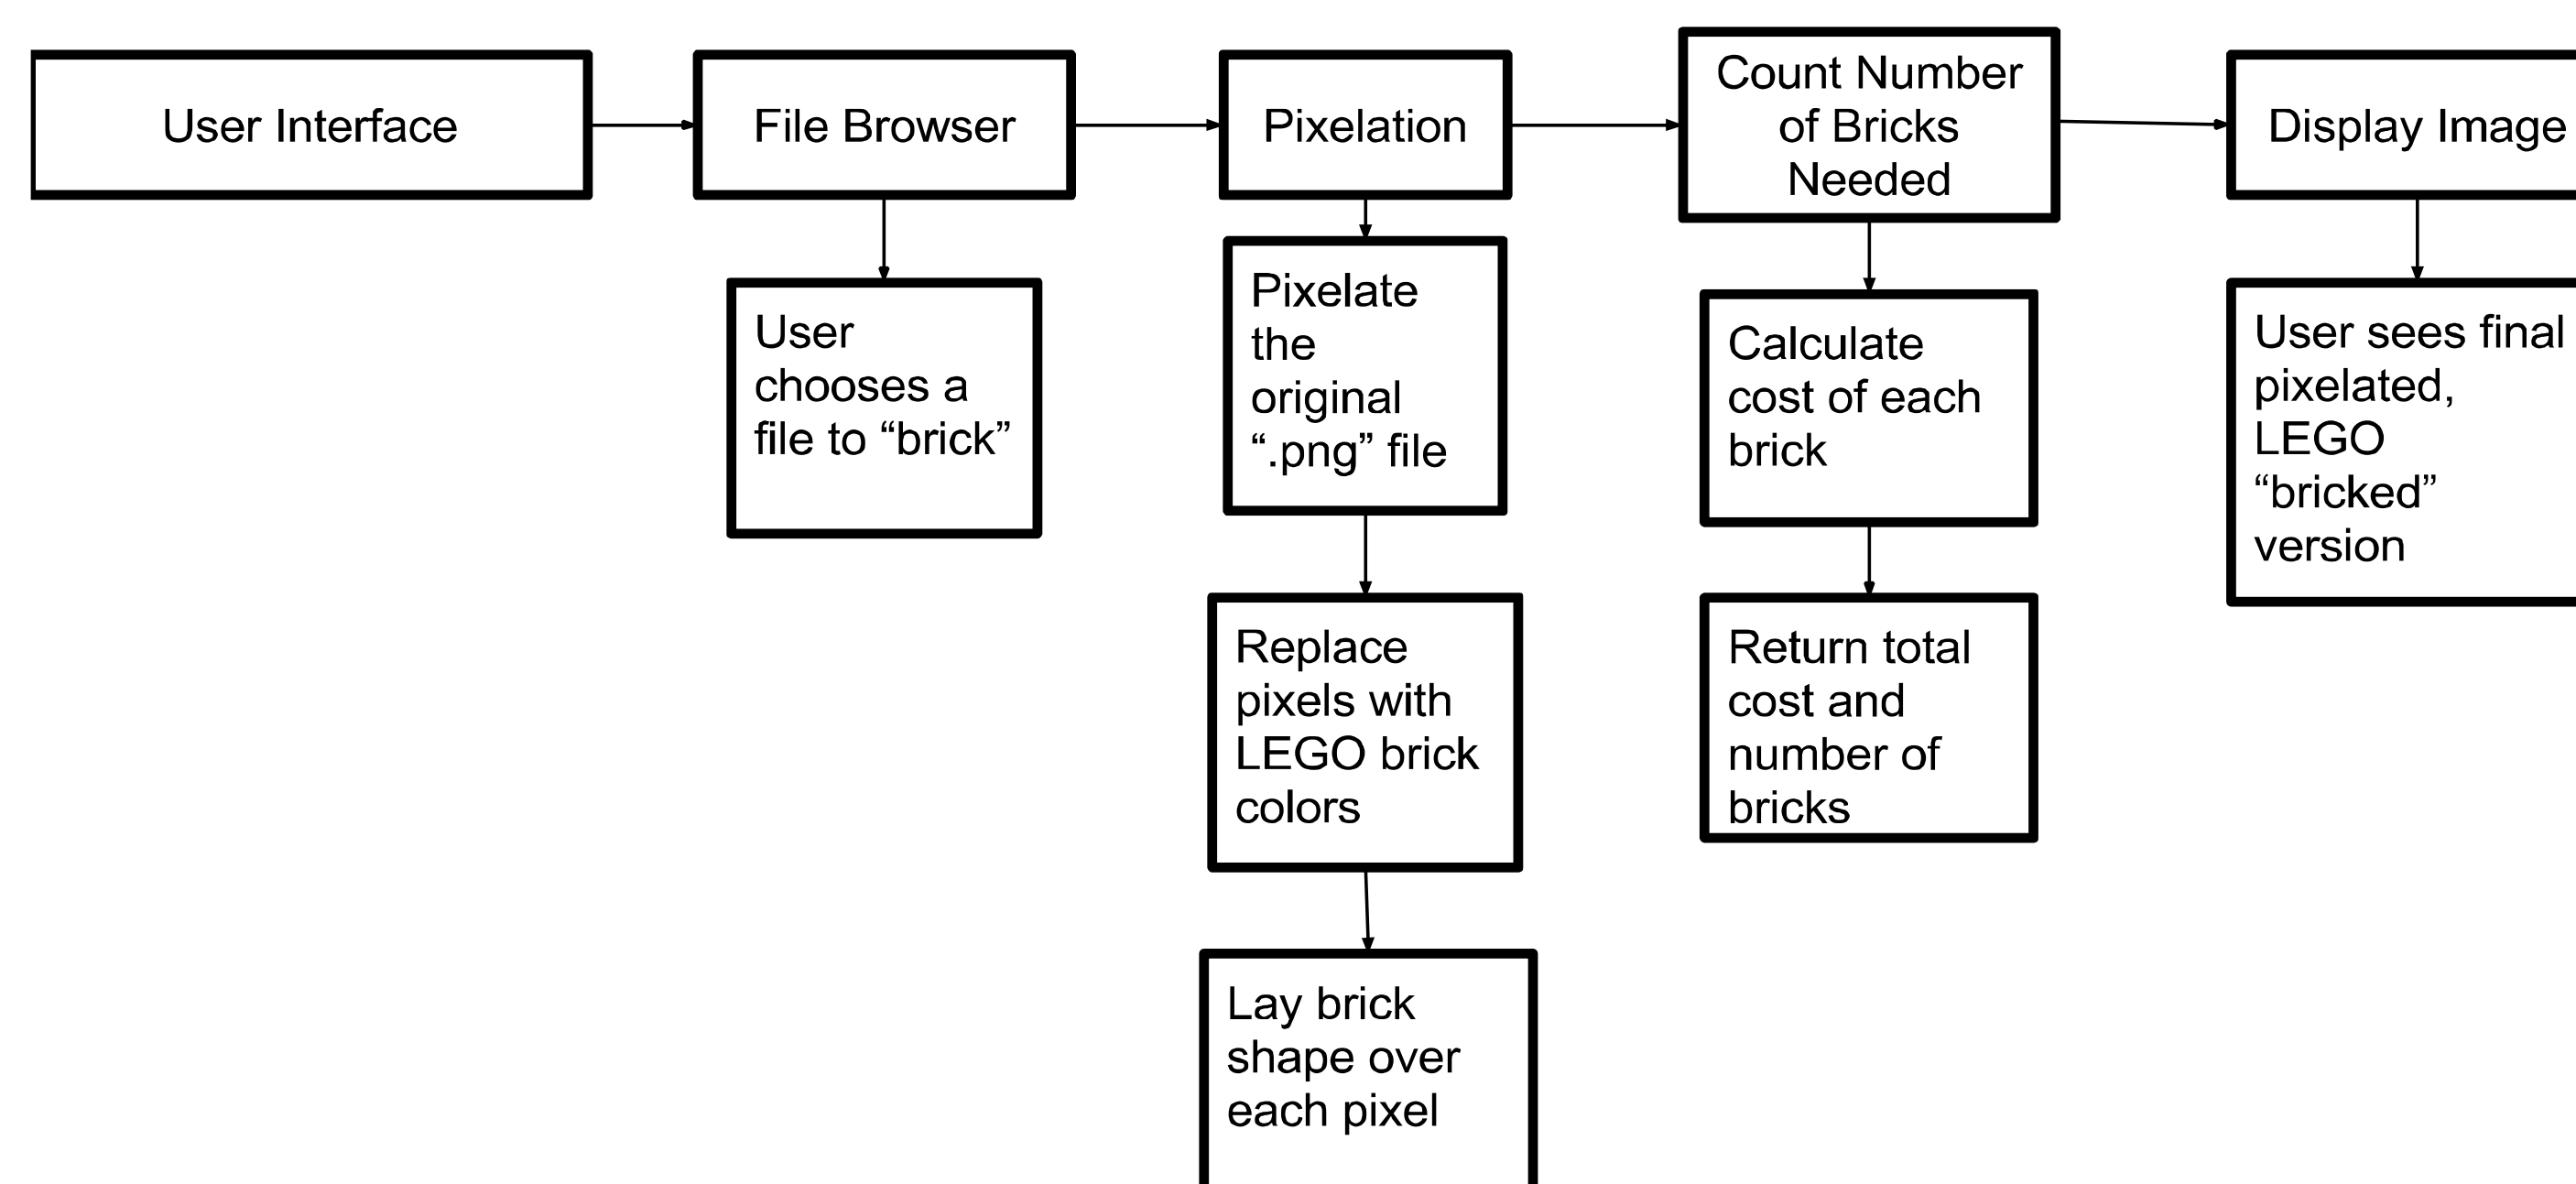 User Interface
File Browser
Pixelation
Count Number
of Bricks
Needed
Display Image
User
chooses a
file to “brick”
Pixelate
the
original
“.png” file
Replace
pixels with
LEGO brick
colors
Lay brick
shape over
each pixel
Calculate
cost of each
brick
Return total
cost and
number of
bricks
User sees final
pixelated,
LEGO
“bricked”
version